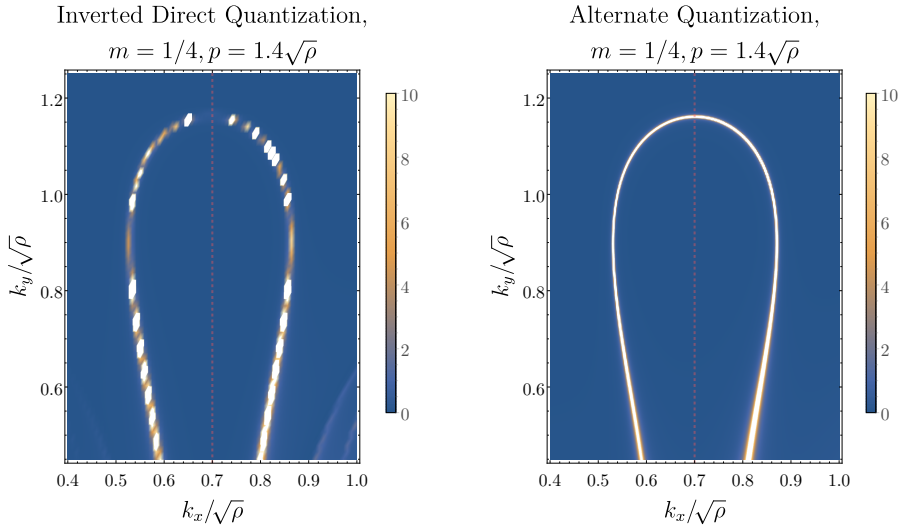 Inverted Direct Quantization,
m = 1/4, p = 1.4√ρ
1.2
1.0
0.8
0.6
k_y/√ρ
0.4 0.5 0.6 0.7 0.8 0.9 1.0
k_x/√ρ
10
8
6
4
2
0
Alternate Quantization,
m = 1/4, p = 1.4√ρ
1.2
1.0
0.8
0.6
k_y/√ρ
0.4 0.5 0.6 0.7 0.8 0.9 1.0
k_x/√ρ
10
8
6
4
2
0